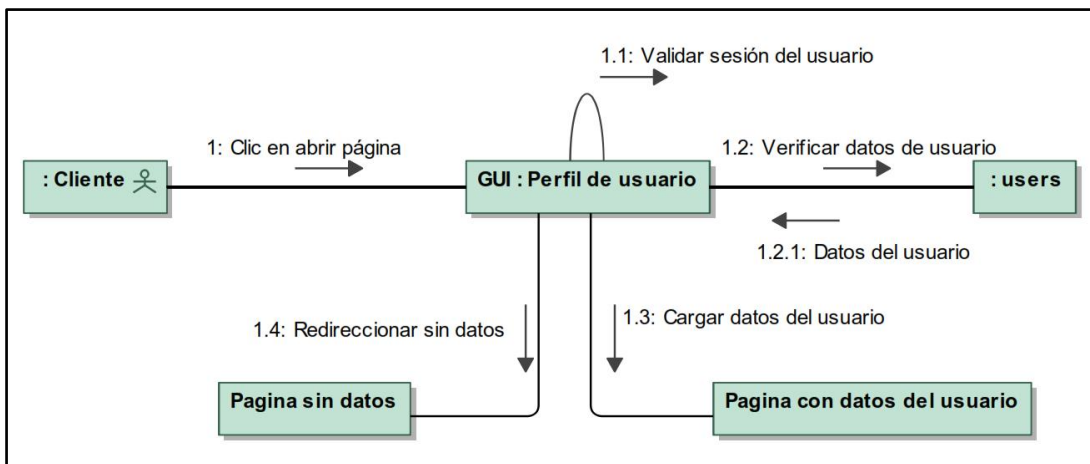 1.1: Validar sesión del usuario
1: Clic en abrir página
1.2: Verificar datos de usuario
: Cliente
GUI : Perfil de usuario
: users
1.2.1: Datos del usuario
1.4: Redireccionar sin datos
1.3: Cargar datos del usuario
Pagina sin datos
Pagina con datos del usuario